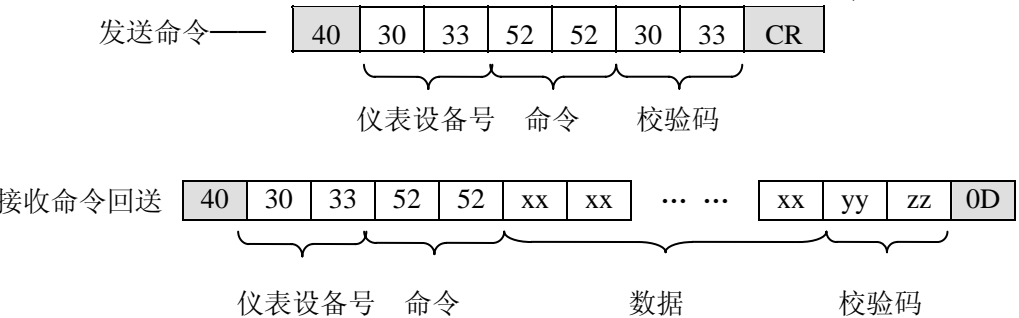 发送命令—— 40 30 33 52 52 30 33 CR
仪表设备号 命令 校验码
接收命令回送 40 30 33 52 52 xx xx … … xx yy zz 0D
仪表设备号 命令 数据 校验码